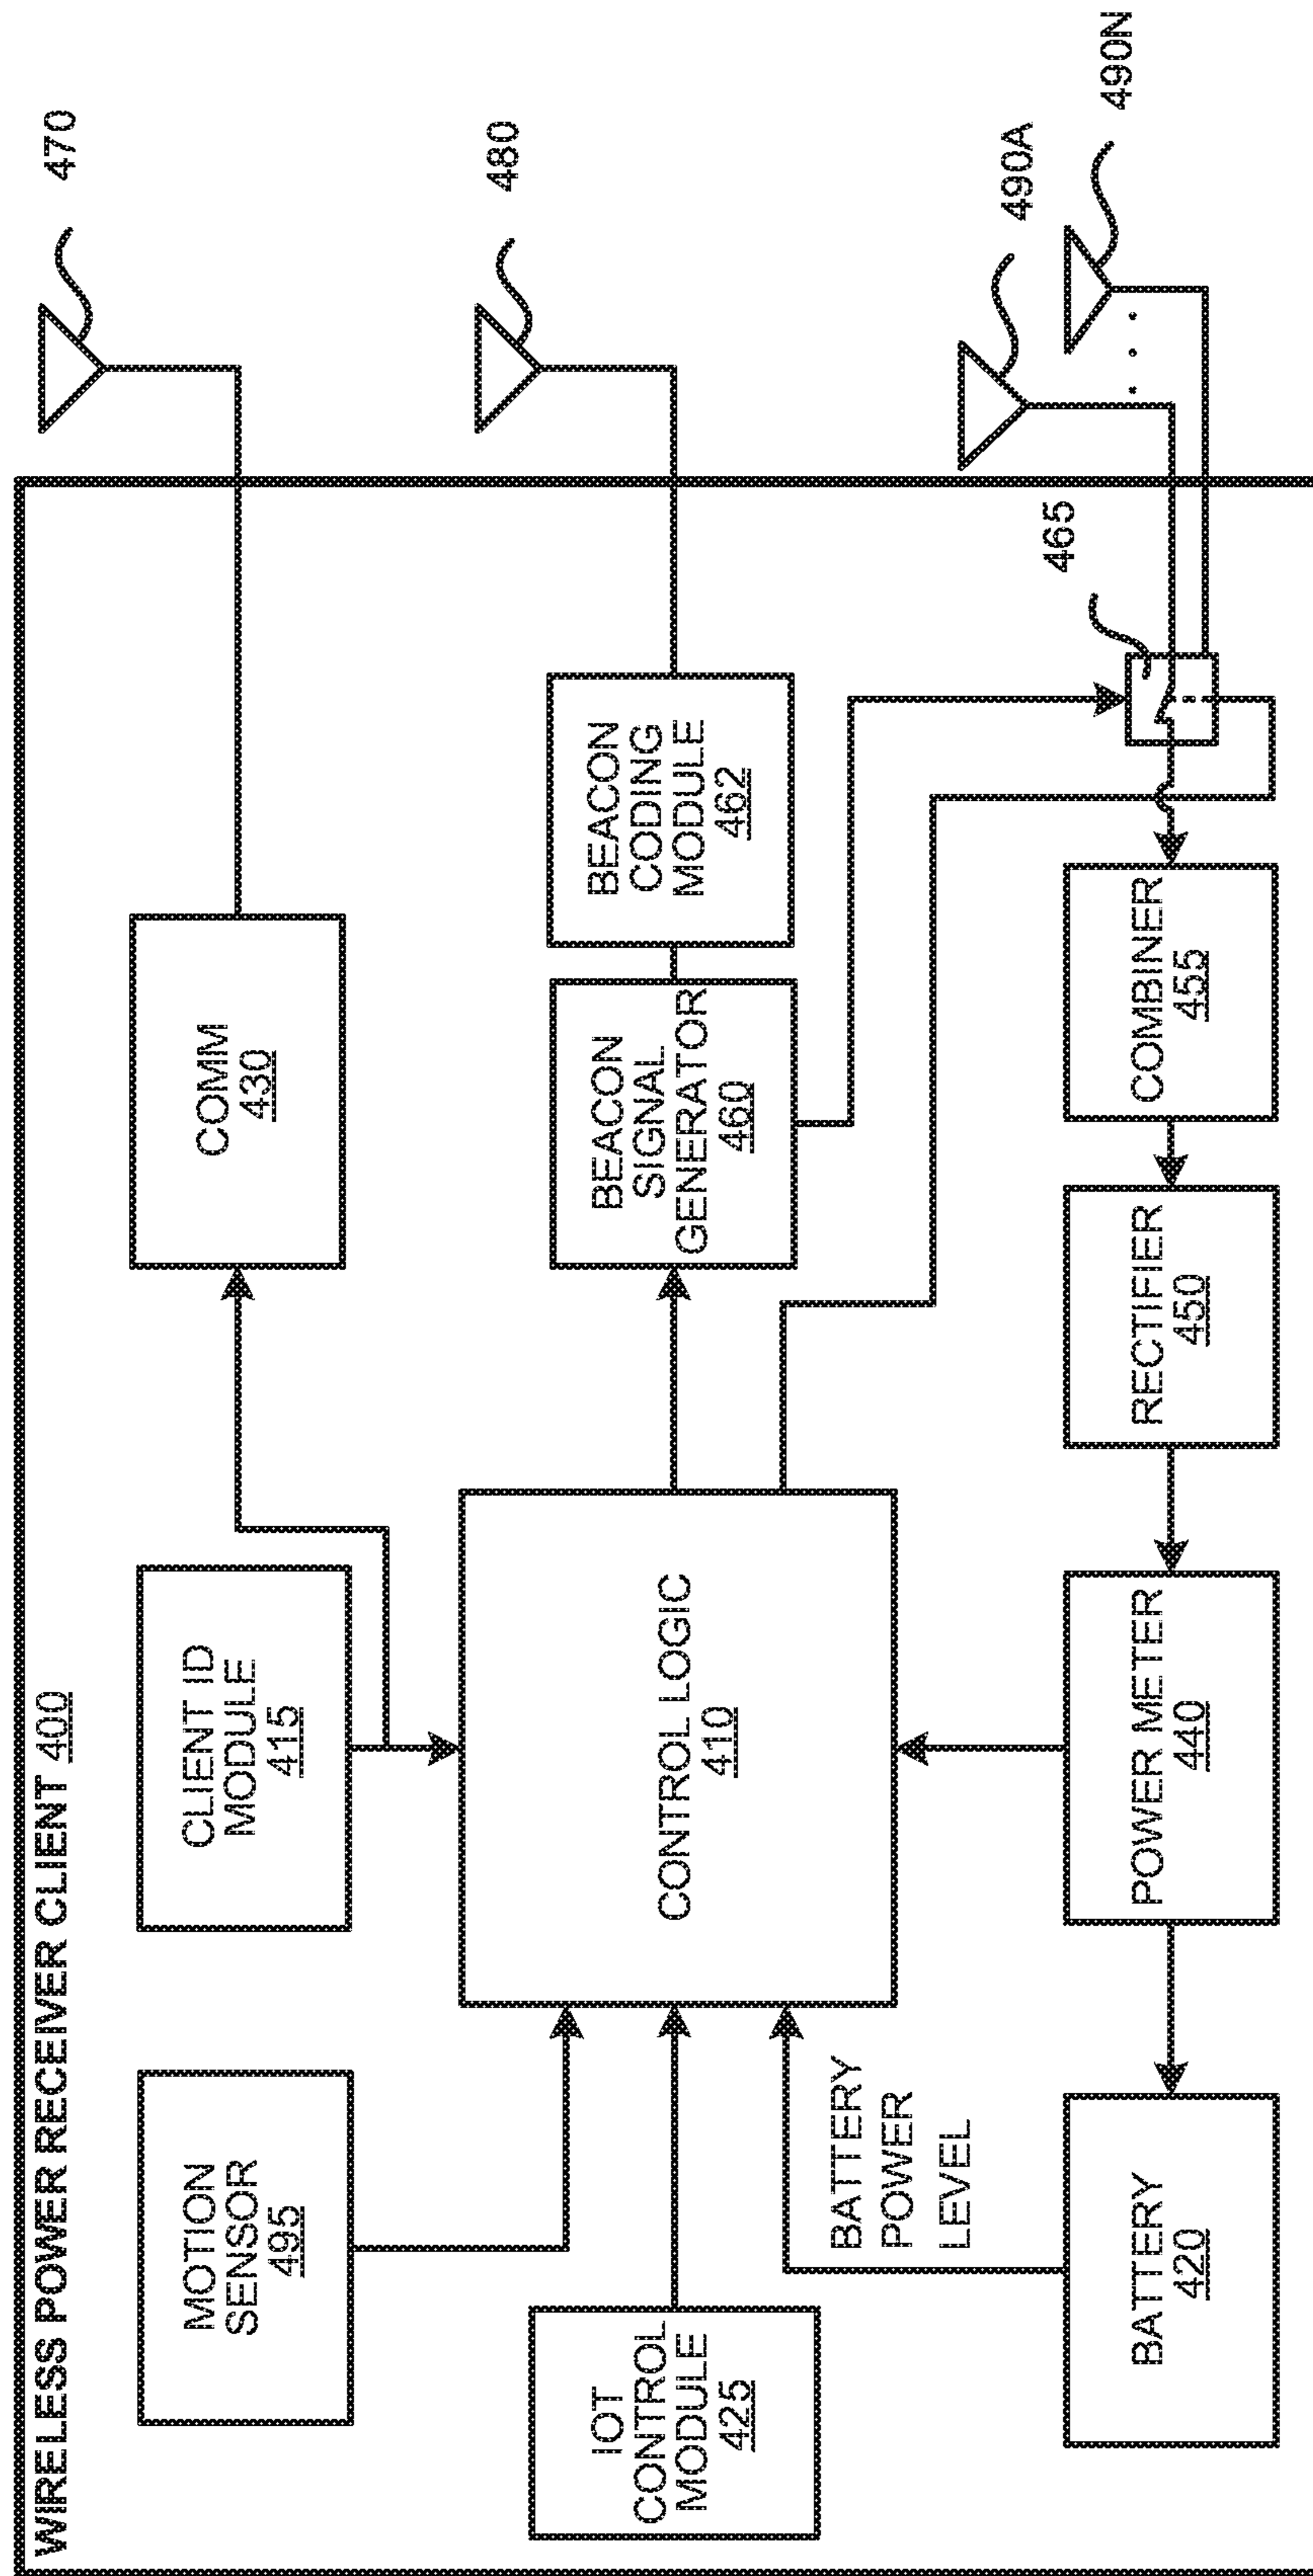 WIRELESS POWER RECEIVER CLIENT 400
470
MOTION
SENSOR
495
CLIENT ID
MODULE
415
COMM
430
480
IOT
CONTROL
MODULE
425
CONTROL LOGIC
410
BEACON
SIGNAL
GENERATOR
460
BEACON
CODING
MODULE
462
BATTERY
POWER
LEVEL
465
490A
490N
BATTERY
420
POWER METER
440
RECTIFIER
450
COMBINER
455